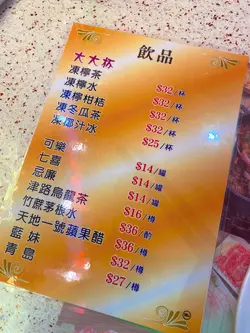 飲品
大大杯
凍檸茶 $32/杯
凍檸水 $32/杯
凍檸柑桔 $32/杯
凍冬瓜茶 $32/杯
深椰汁冰 $25/杯
可樂 $14/罐
七喜 $14/罐
忌廉 $14/罐
津路烏龍茶 $16/樽
竹蔗茅根水 $36/酌
天地一號蘋果醋 $36/樽
藍妹 $32/樽
青島 $27/樽